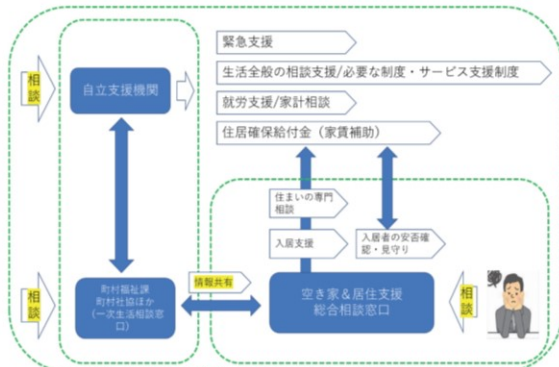 緊急支援
相談
自立支援機関
生活全般の相談支援/必要な制度・サービス支援制度
就労支援/家計相談
住居確保給付金（家賃補助）
住まいの専門
相談
入居支援
入居者の安否確
認・見守り
相談
町村福祉課
町村社協ほか
（一次生活相談窓
口）
情報共有
空き家＆居住支援
総合相談窓口
相談